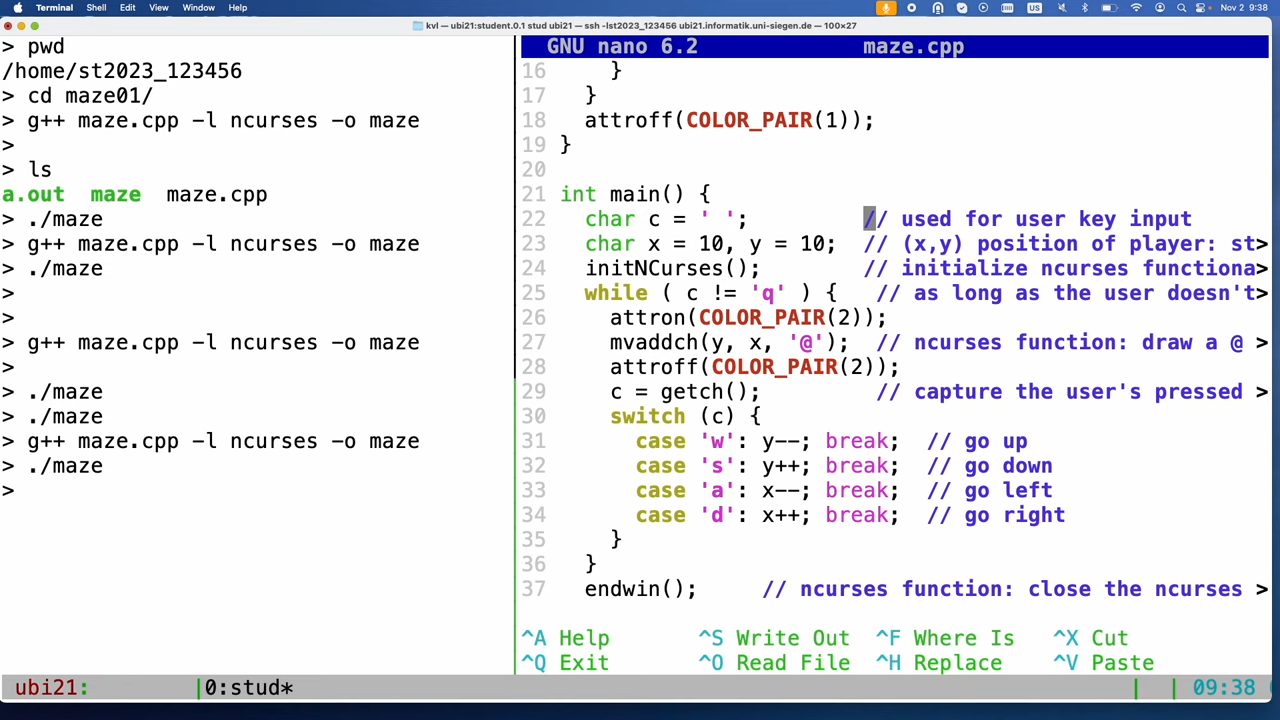 Terminal Shell Edit View Window Help
Nov 2 9:38
kvl — ubi21:student.0.1 stud ubi21 — ssh -lst2023_123456 ubi21.informatik.uni-siegen.de — 100×27
> pwd
/home/st2023_123456
> cd maze01/
> g++ maze.cpp -l ncurses -o maze
>
> ls
a.out maze maze.cpp
> ./maze
> g++ maze.cpp -l ncurses -o maze
> ./maze
>
>
> g++ maze.cpp -l ncurses -o maze
>
> ./maze
> ./maze
> g++ maze.cpp -l ncurses -o maze
> ./maze
>
GNU nano 6.2 maze.cpp
16 }
17 }
18 attroff(COLOR_PAIR(1));
19 }
20
21 int main() {
22 char c = ' '; // used for user key input
23 char x = 10, y = 10; // (x,y) position of player: st>
24 initNCurses(); // initialize ncurses functiona>
25 while ( c != 'q' ) { // as long as the user doesn't>
26 attron(COLOR_PAIR(2));
27 mvaddch(y, x, '@'); // ncurses function: draw a @ >
28 attroff(COLOR_PAIR(2));
29 c = getch(); // capture the user's pressed >
30 switch (c) {
31 case 'w': y--; break; // go up
32 case 's': y++; break; // go down
33 case 'a': x--; break; // go left
34 case 'd': x++; break; // go right
35 }
36 }
37 endwin(); // ncurses function: close the ncurses >
^A Help ^S Write Out ^F Where Is ^X Cut
^Q Exit ^O Read File ^H Replace ^V Paste
ubi21: |0:stud* | | 09:38